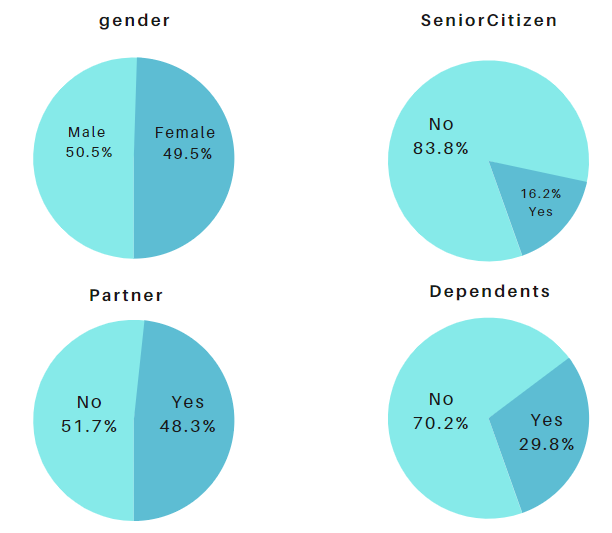 gender
SeniorCitizen
Male
50.5%
Female
49.5%
No
83.8%
16.2%
Yes
Partner
Dependents
No
51.7%
Yes
48.3%
No
70.2%
Yes
29.8%